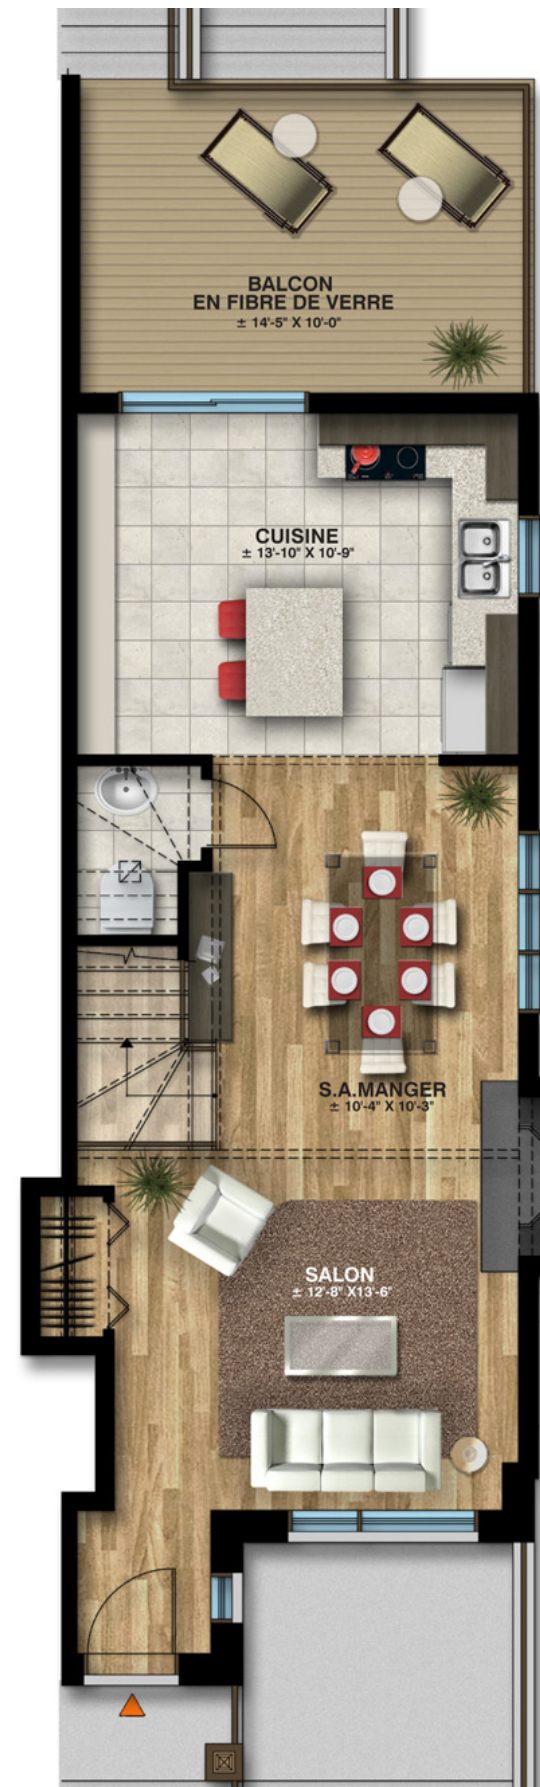 BALCON
EN FIBRE DE VERRE
± 14'-5" X 10'-0"
CUISINE
± 13'-10" X 10'-9"
S.A.MANGER
± 10'-4" X 10'-3"
SALON
± 12'-8" X13'-6"